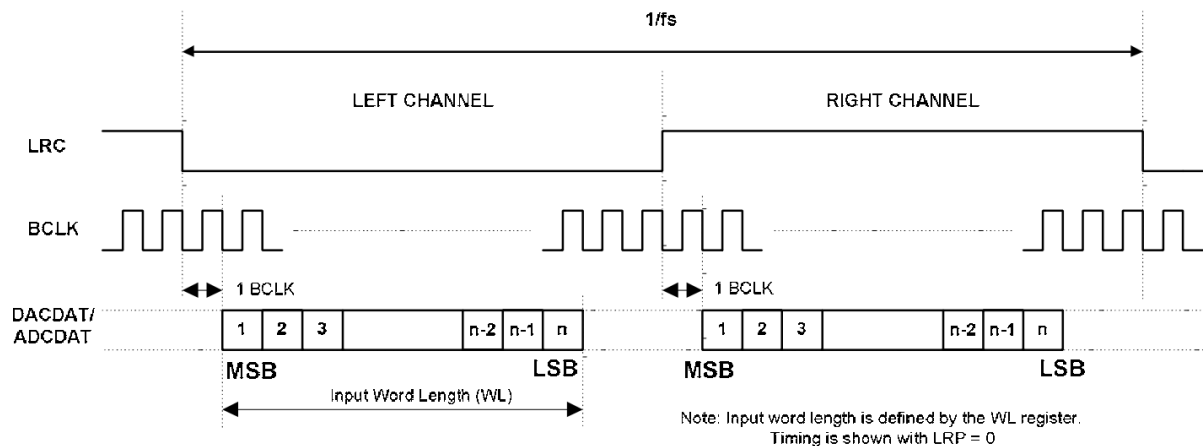 1/fs
LEFT CHANNEL RIGHT CHANNEL
LRC
BCLK
1 BCLK 1 BCLK
DACDAT/
ADCDAT
1 2 3 n-2 n-1 n 1 2 3 n-2 n-1 n
MSB LSB MSB LSB
Input Word Length (WL)
Note: Input word length is defined by the WL register.
Timing is shown with LRP = 0